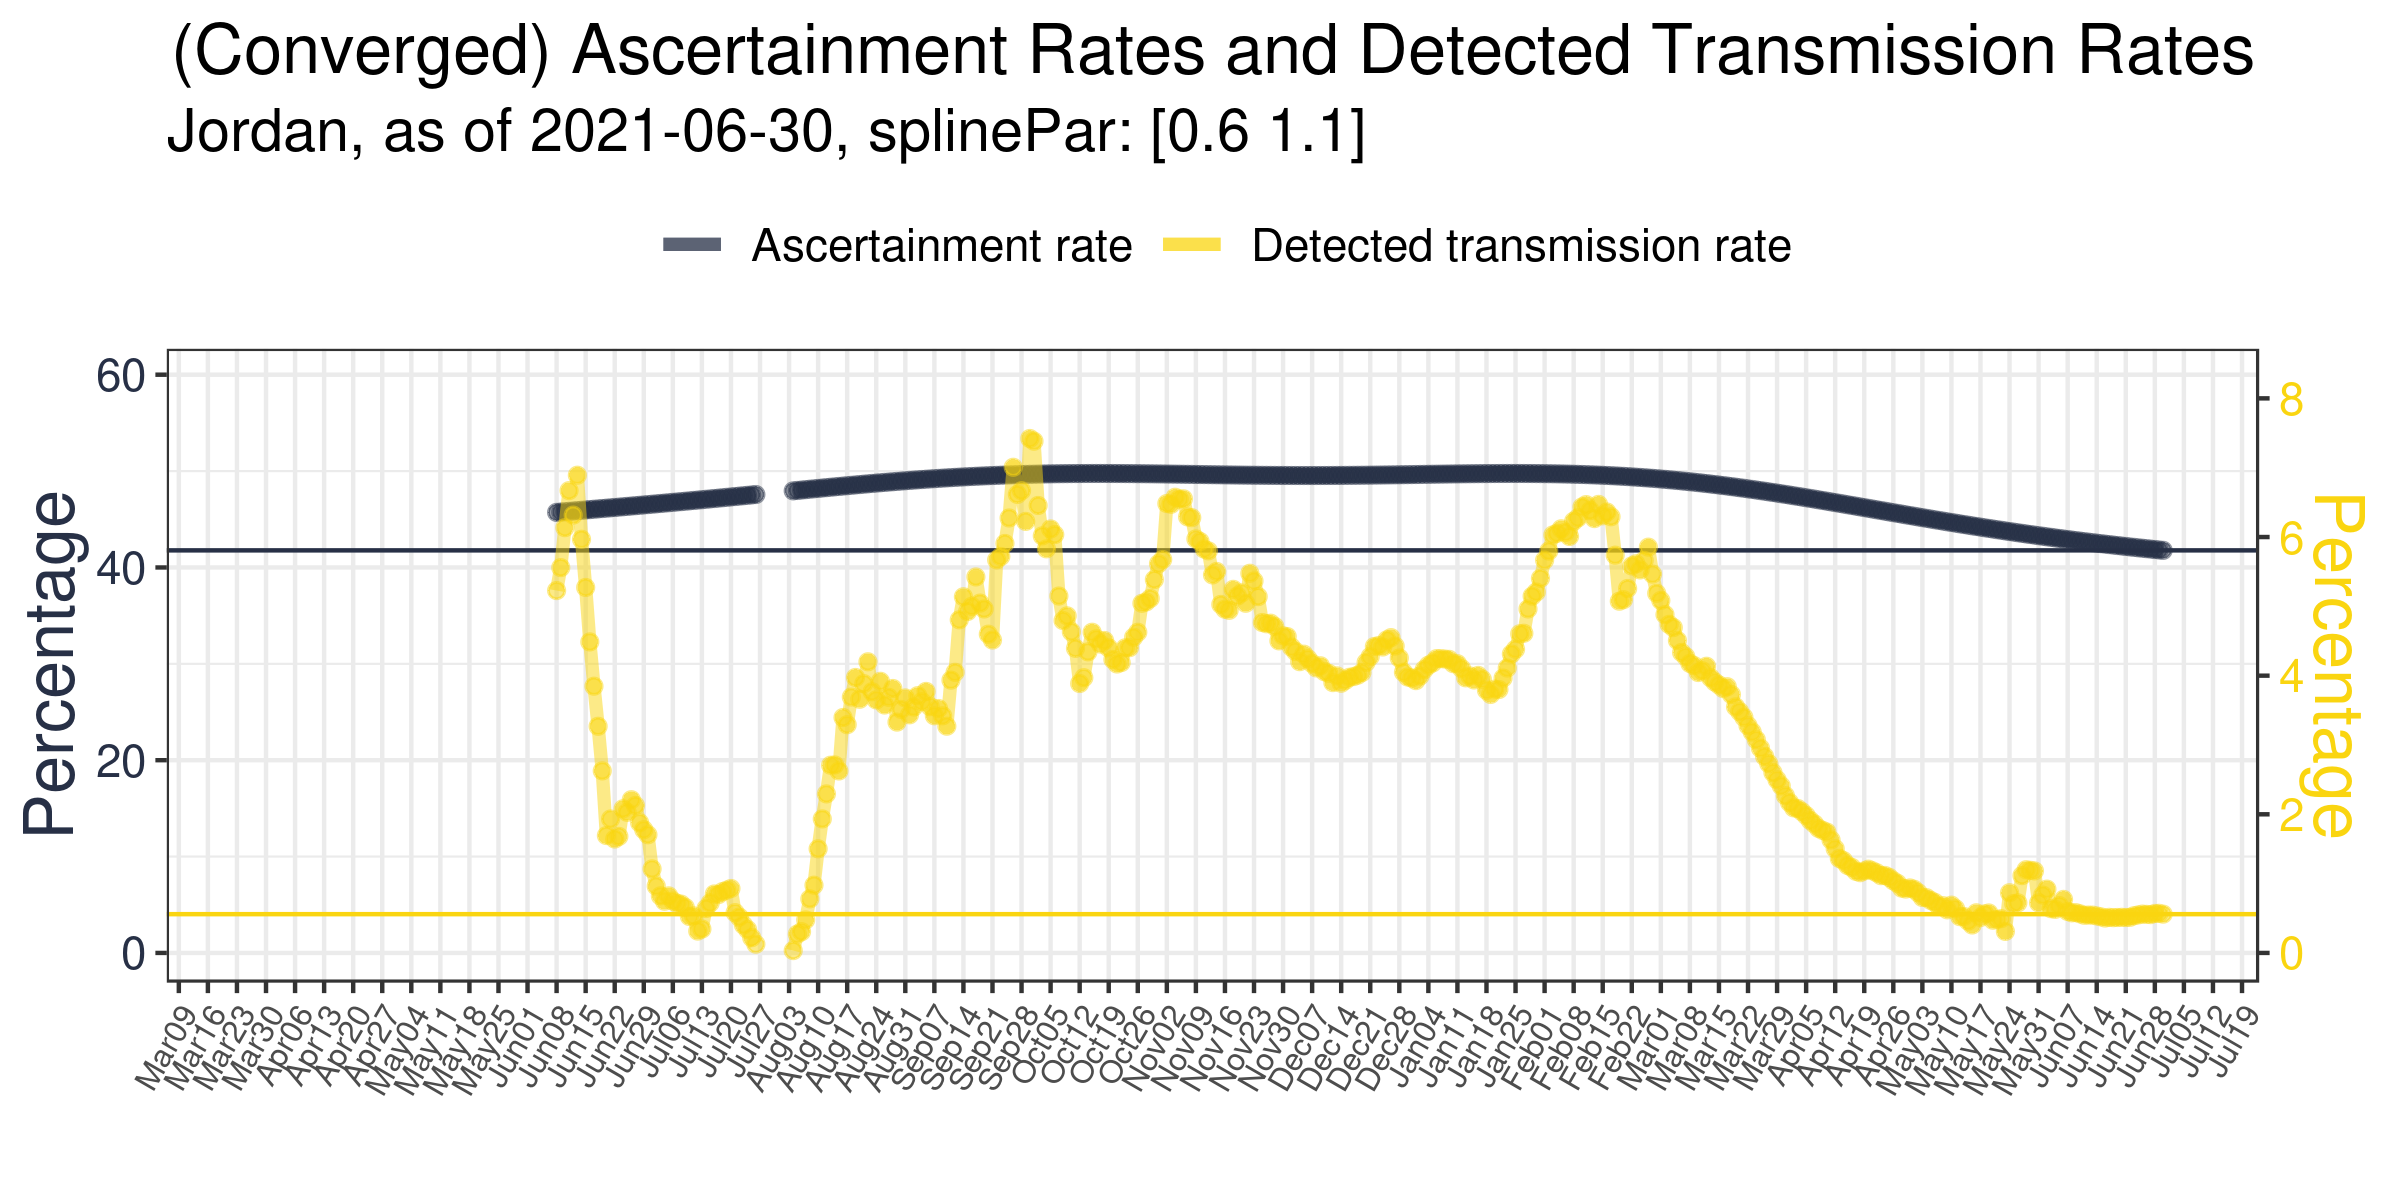 (Converged) Ascertainment Rates and Detected Transmission Rates
Jordan, as of 2021-06-30, splinePar: [0.6 1.1]
Ascertainment rate Detected transmission rate
Percentage
60
40
20
0
8
6
4
2
0
Percentage
Mar09 Mar16 Mar23 Mar30 Apr06 Apr13 Apr20 Apr27 May04 May11 May18 May25 Jun01 Jun08 Jun15 Jun22 Jun29 Jul06 Jul13 Jul20 Jul27 Aug03 Aug10 Aug17 Aug24 Aug31 Sep07 Sep14 Sep21 Sep28 Oct05 Oct12 Oct19 Oct26 Nov02 Nov09 Nov16 Nov23 Nov30 Dec07 Dec14 Dec21 Dec28 Jan04 Jan11 Jan18 Jan25 Feb01 Feb08 Feb15 Feb22 Mar01 Mar08 Mar15 Mar22 Mar29 Apr05 Apr12 Apr19 Apr26 May03 May10 May17 May24 May31 Jun07 Jun14 Jun21 Jun28 Jul05 Jul12 Jul19